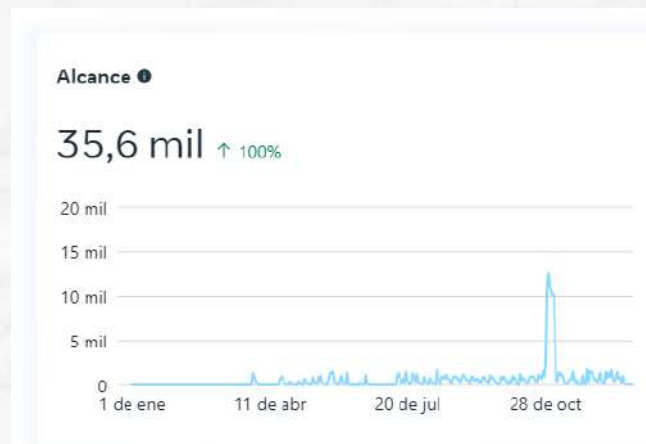 Alcance
35,6 mil ↑ 100%
20 mil
15 mil
10 mil
5 mil
0
1 de ene 11 de abr 20 de jul 28 de oct